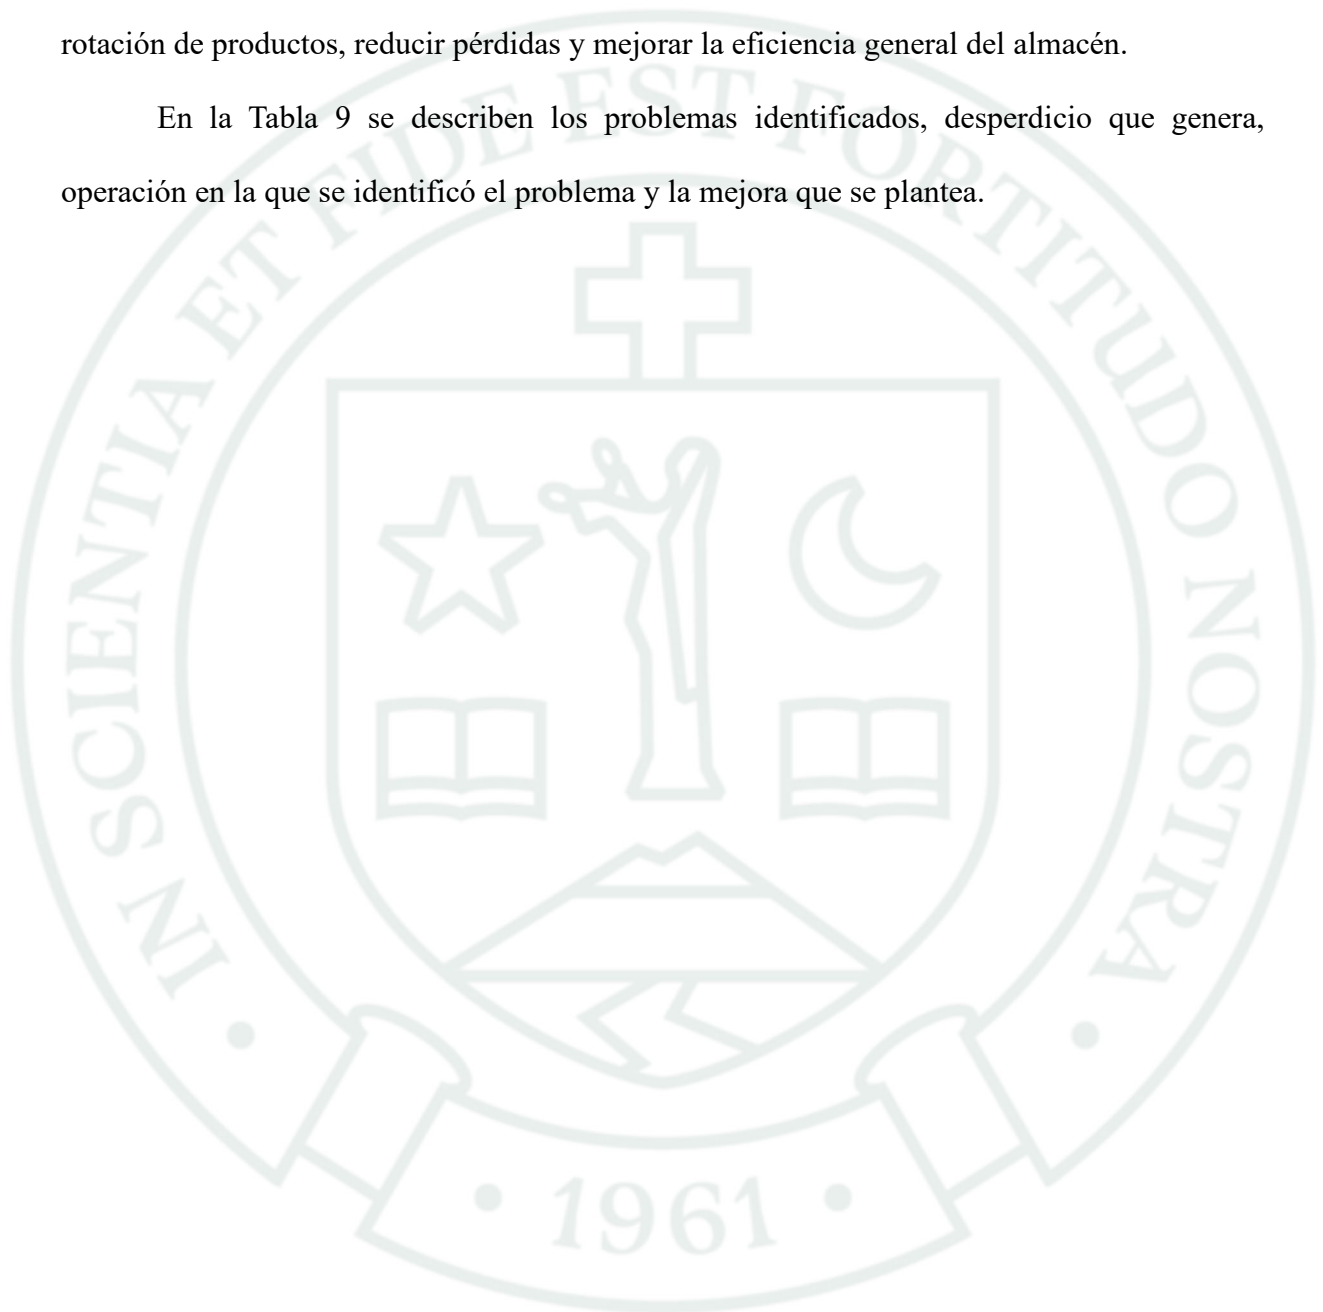 rotación de productos, reducir pérdidas y mejorar la eficiencia general del almacén.
En la Tabla 9 se describen los problemas identificados, desperdicio que genera,
operación en la que se identificó el problema y la mejora que se plantea.
IN SCIENTIA ET FIDE EST FORTITUDO NOSTRA
1961